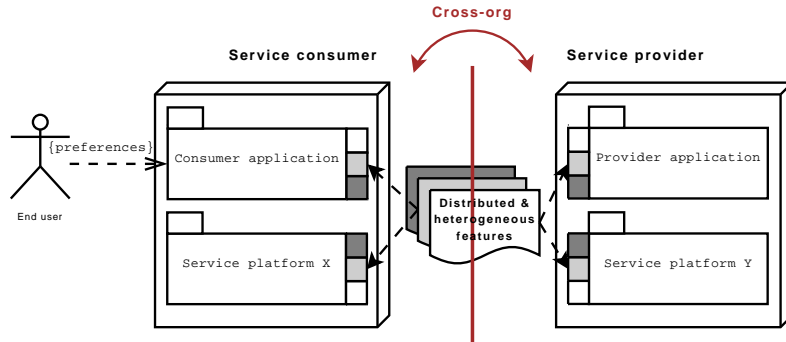 Cross-org
Service consumer
Service provider
{preferences}
Consumer application
Provider application
Distributed &
heterogeneous
features
End user
Service platform X
Service platform Y